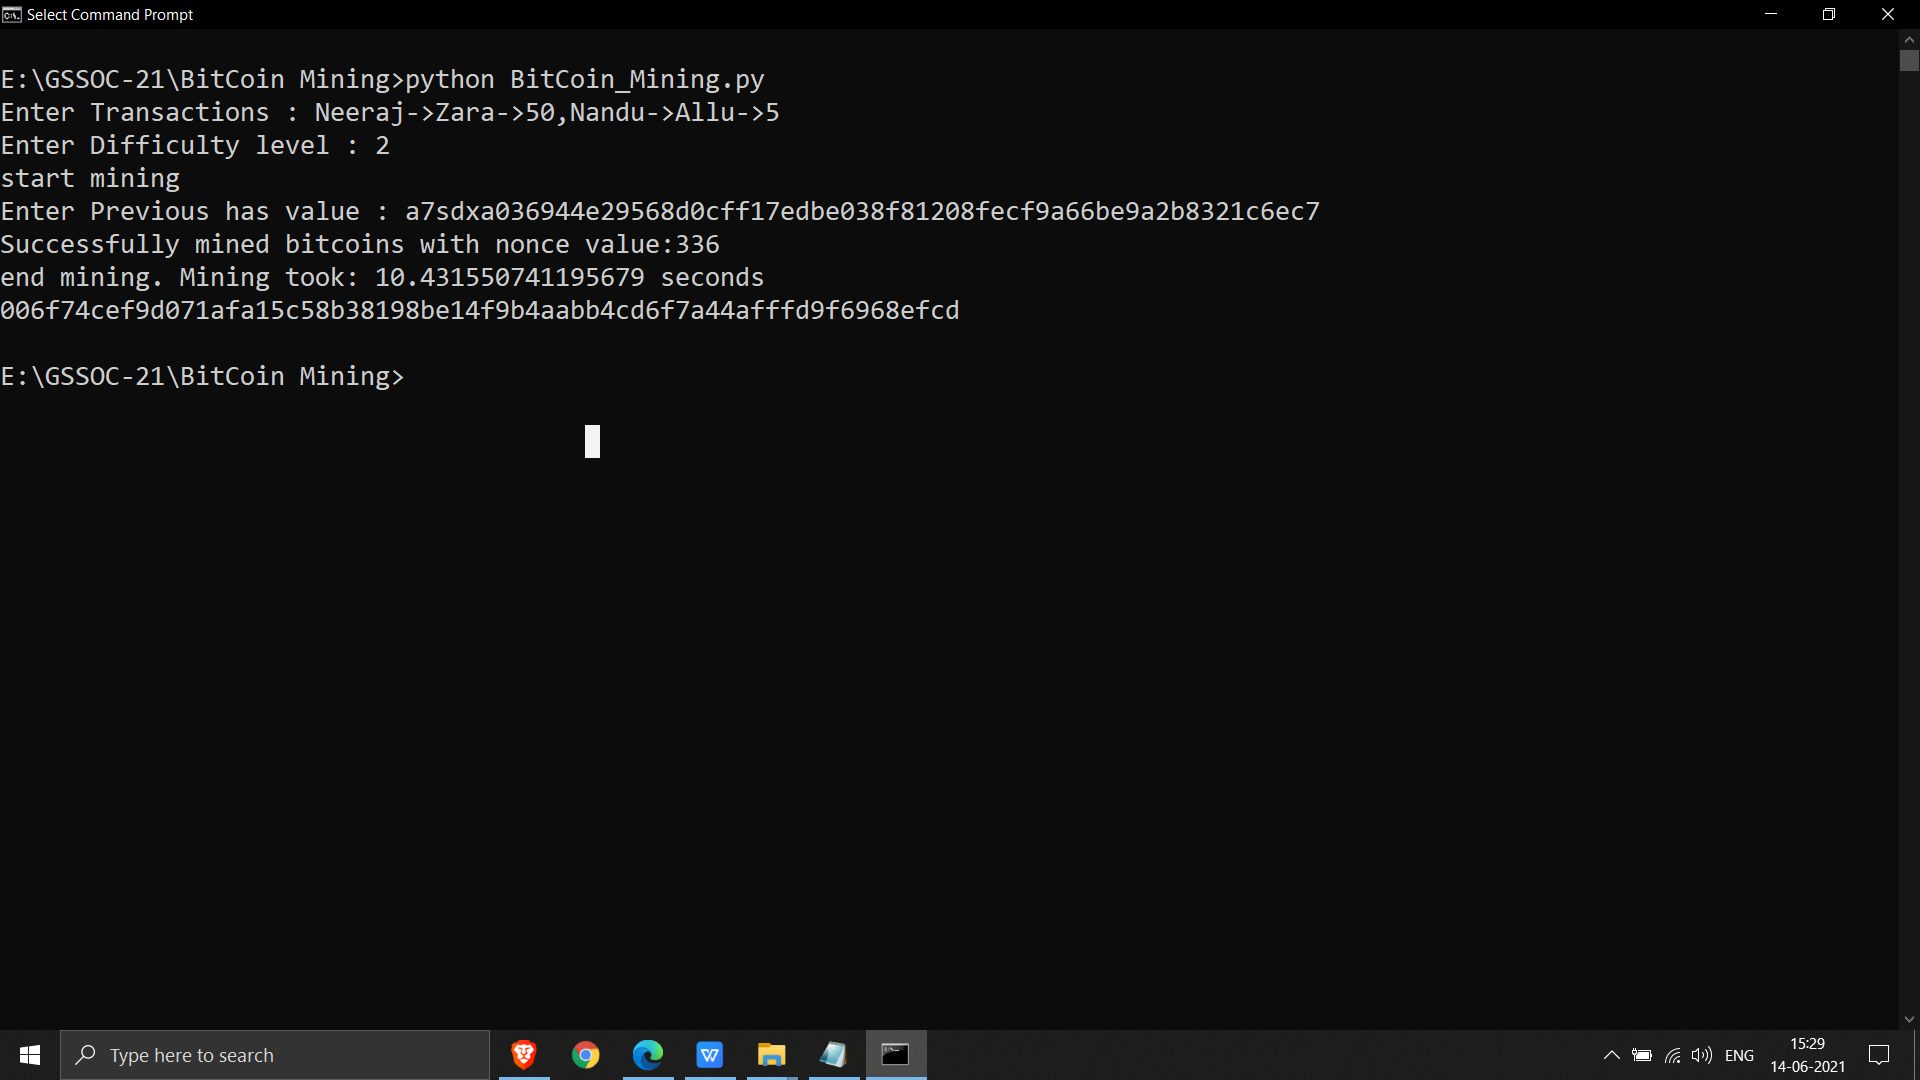 Select Command Prompt
E:\GSSOC-21\BitCoin Mining>python BitCoin_Mining.py
Enter Transactions : Neeraj->Zara->50,Nandu->Allu->5
Enter Difficulty level : 2
start mining
Enter Previous has value : a7sdxa036944e29568d0cff17edbe038f81208fecf9a66be9a2b8321c6ec7
Successfully mined bitcoins with nonce value:336
end mining. Mining took: 10.431550741195679 seconds
006f74cef9d071afa15c58b38198be14f9b4aabb4cd6f7a44afffd9f6968efcd
E:\GSSOC-21\BitCoin Mining>
Type here to search
ENG
15:29
14-06-2021